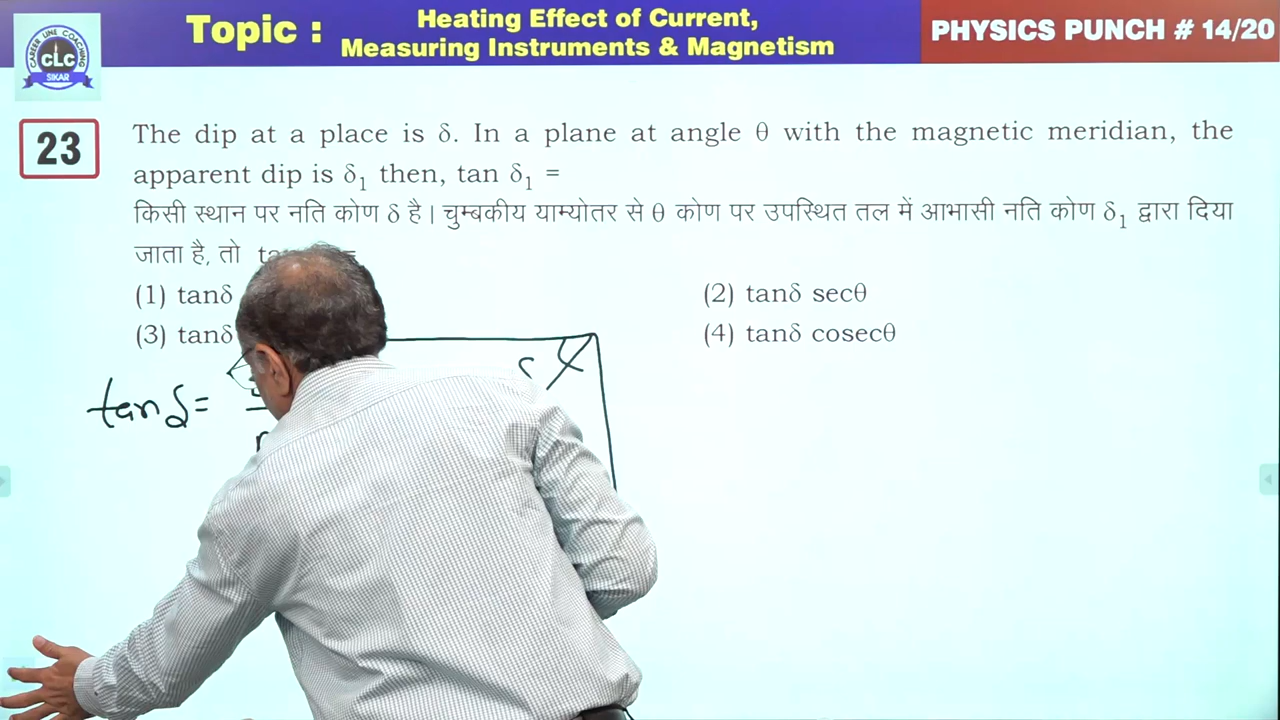 Topic :
Heating Effect of Current,
Measuring Instruments & Magnetism
PHYSICS PUNCH # 14/20
CAREER LINE COACHING
CLC
SIKAR
23
The dip at a place is δ. In a plane at angle θ with the magnetic meridian, the
apparent dip is δ₁ then, tan δ₁ =
किसी स्थान पर नति कोण δ है। चुम्बकीय याम्योतर से θ कोण पर उपस्थित तल में आभासी नति कोण δ₁ द्वारा दिया
जाता है, तो
(1) tanδ
(2) tanδ secθ
(3) tanδ
(4) tanδ cosecθ
tan δ =